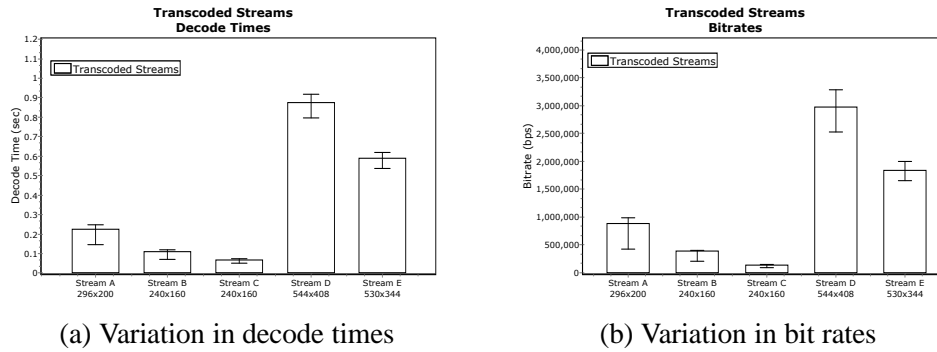 Transcoded Streams
Decode Times
1.2
1.1
1
0.9
0.8
0.7
0.6
0.5
0.4
0.3
0.2
0.1
0
Decode Time (sec)
Transcoded Streams
Stream A
296x200
Stream B
240x160
Stream C
240x160
Stream D
544x408
Stream E
530x344
(a) Variation in decode times
Transcoded Streams
Bitrates
4,000,000
3,500,000
3,000,000
2,500,000
2,000,000
1,500,000
1,000,000
500,000
0
Bitrate (bps)
Transcoded Streams
Stream A
296x200
Stream B
240x160
Stream C
240x160
Stream D
544x408
Stream E
530x344
(b) Variation in bit rates